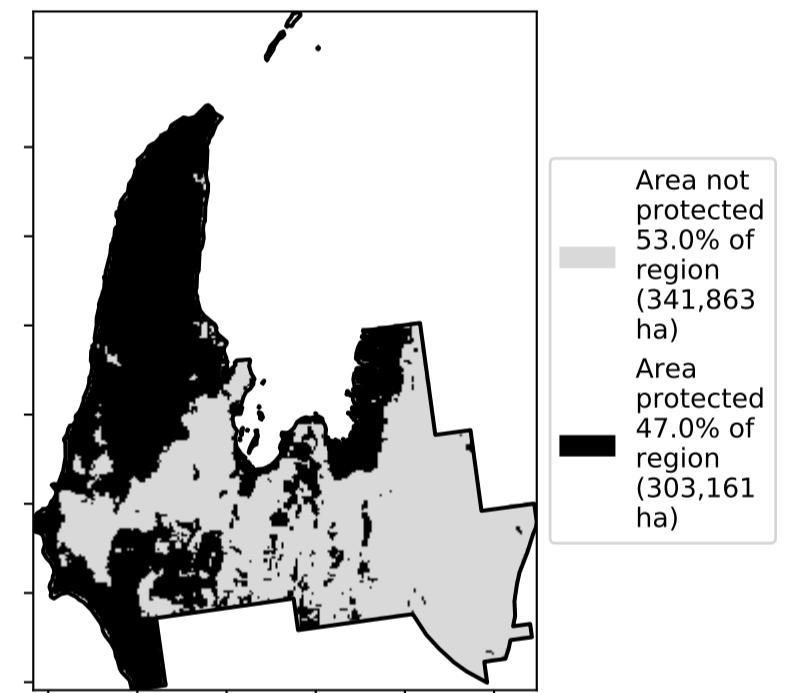 Area not
protected
53.0% of
region
(341,863
ha)
Area
protected
47.0% of
region
(303,161
ha)